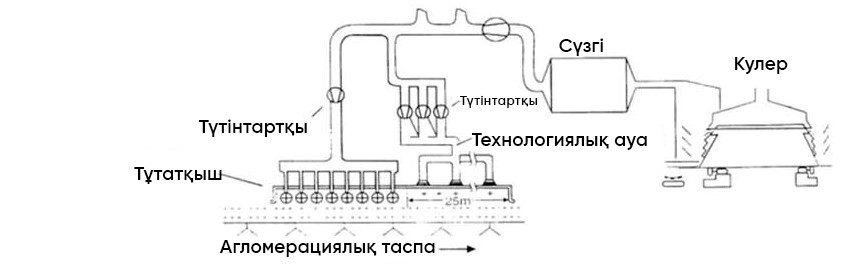 Сүзгі
Кулер
Түтінтартқы
Түтінтартқы
Технологиялық ауа
Тұтатқыш
25m
Агломерациялық таспа